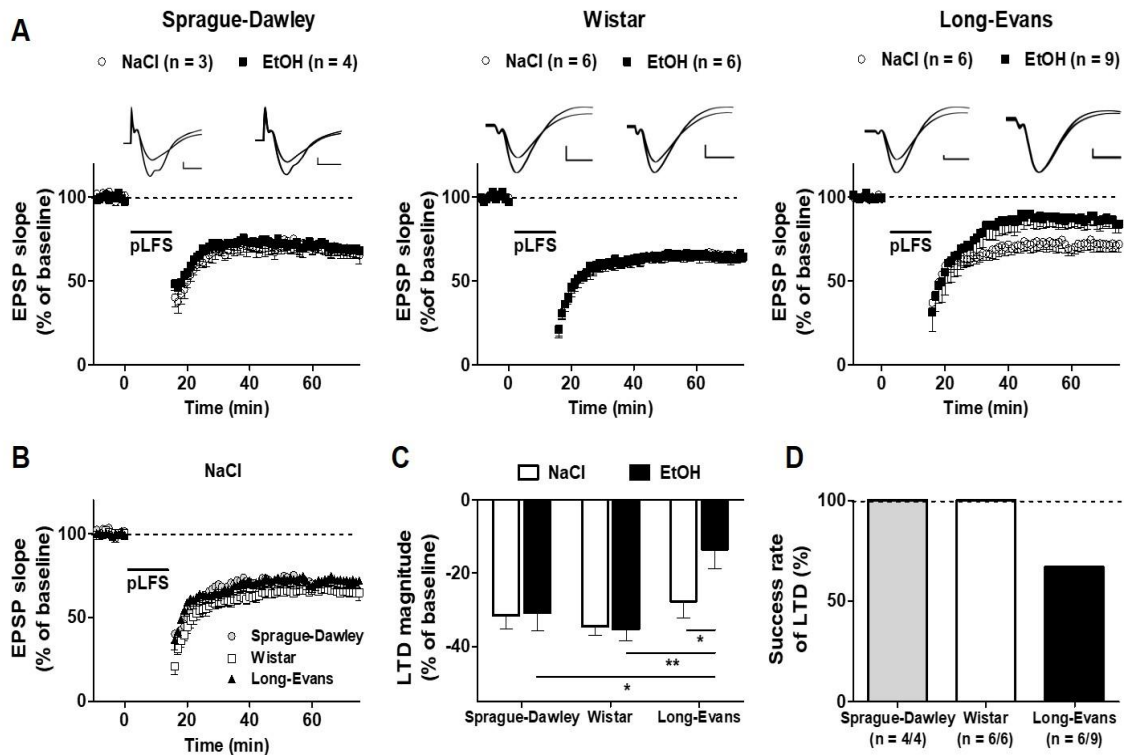 A
Sprague-Dawley
NaCl (n = 3) EtOH (n = 4)
EPSP slope
(% of baseline)
100
50
0
pLFS
0 20 40 60
Time (min)
Wistar
NaCl (n = 6) EtOH (n = 6)
EPSP slope
(%of baseline)
100
50
0
pLFS
0 20 40 60
Time (min)
Long-Evans
NaCl (n = 6) EtOH (n = 9)
EPSP slope
(% of baseline)
100
50
0
pLFS
0 20 40 60
Time (min)
B
NaCl
EPSP slope
(% of baseline)
100
50
0
pLFS
Sprague-Dawley
Wistar
Long-Evans
0 20 40 60
Time (min)
C
NaCl EtOH
LTD magnitude
(% of baseline)
0
-20
-40
*
**
*
Sprague-Dawley Wistar Long-Evans
D
Success rate
of LTD (%)
100
50
0
Sprague-Dawley Wistar Long-Evans
(n = 4/4) (n = 6/6) (n = 6/9)